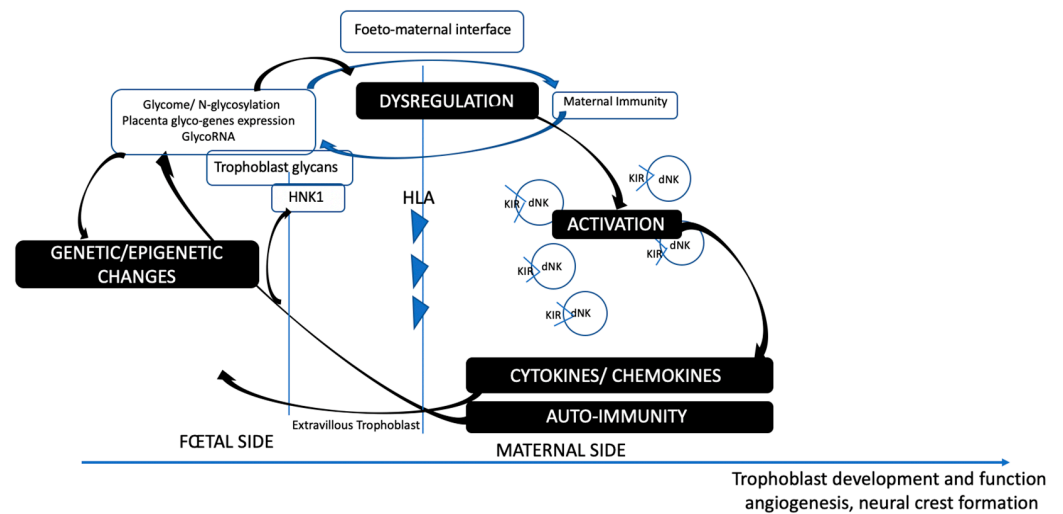 Foeto-maternal interface
DYSREGULATION
Glycome/ N-glycosylation
Placenta glyco-genes expression
GlycoRNA
Maternal Immunity
Trophoblast glycans
HNK1
HLA
KIR
dNK
KIR
dNK
ACTIVATION
KIR
dNK
GENETIC/EPIGENETIC
CHANGES
KIR
dNK
KIR
dNK
CYTOKINES/ CHEMOKINES
AUTO-IMMUNITY
Extravillous Trophoblast
FŒTAL SIDE
MATERNAL SIDE
Trophoblast development and function
angiogenesis, neural crest formation